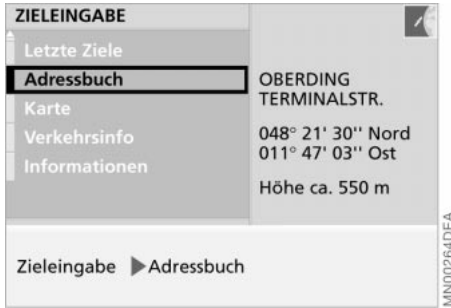 ZIELEINGABE
Letzte Ziele
Adressbuch
Karte
Verkehrsinfo
Informationen
OBERDING
TERMINALSTR.
048° 21' 30'' Nord
011° 47' 03'' Ost
Höhe ca. 550 m
Zieleingabe ▶Adressbuch
MN00264DEA